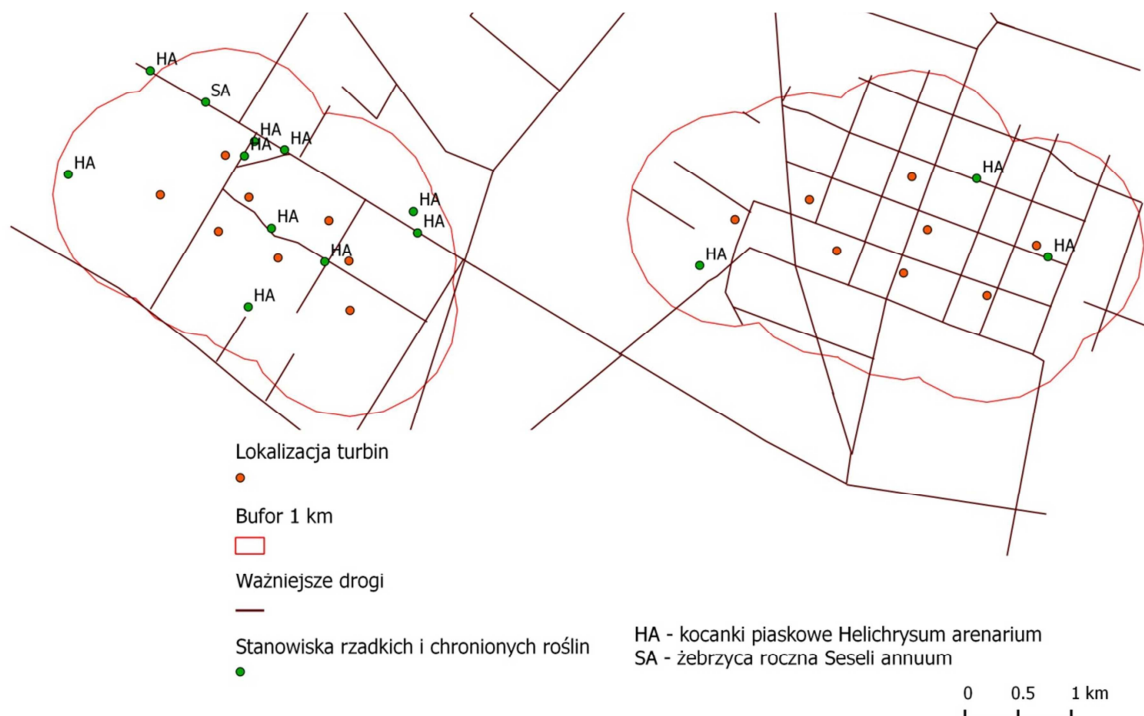 HA
SA
HA
HA
HA
HA
HA
HA
HA
HA
HA
HA
HA
HA
Lokalizacja turbin
Bufor 1 km
Ważniejsze drogi
Stanowiska rzadkich i chronionych roślin
HA - kocanki piaskowe Helichrysum arenarium
SA - żebrzyca roczna Seseli annuum
0 0.5 1 km